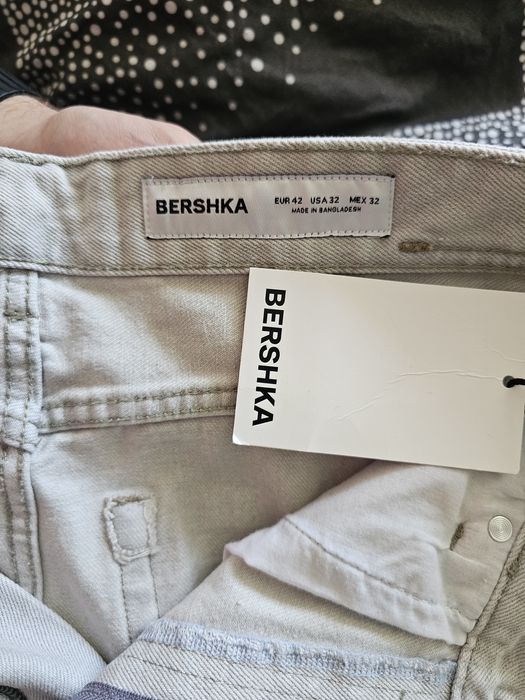 BERSHKA
EUR 42 USA 32 MEX 32
MADE IN BANGLADESH
BERSHKA